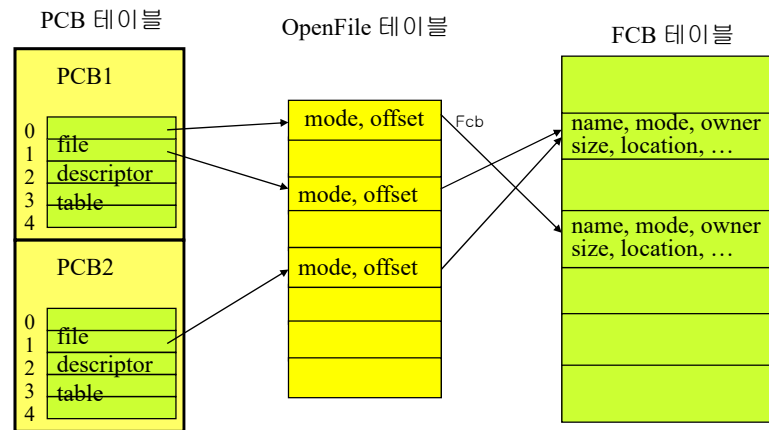 PCB 테이블
OpenFile 테이블
FCB 테이블
PCB1
0
1
2
3
4
file
descriptor
table
PCB2
0
1
2
3
4
file
descriptor
table
mode, offset
mode, offset
mode, offset
Fcb
name, mode, owner
size, location, …
name, mode, owner
size, location, …